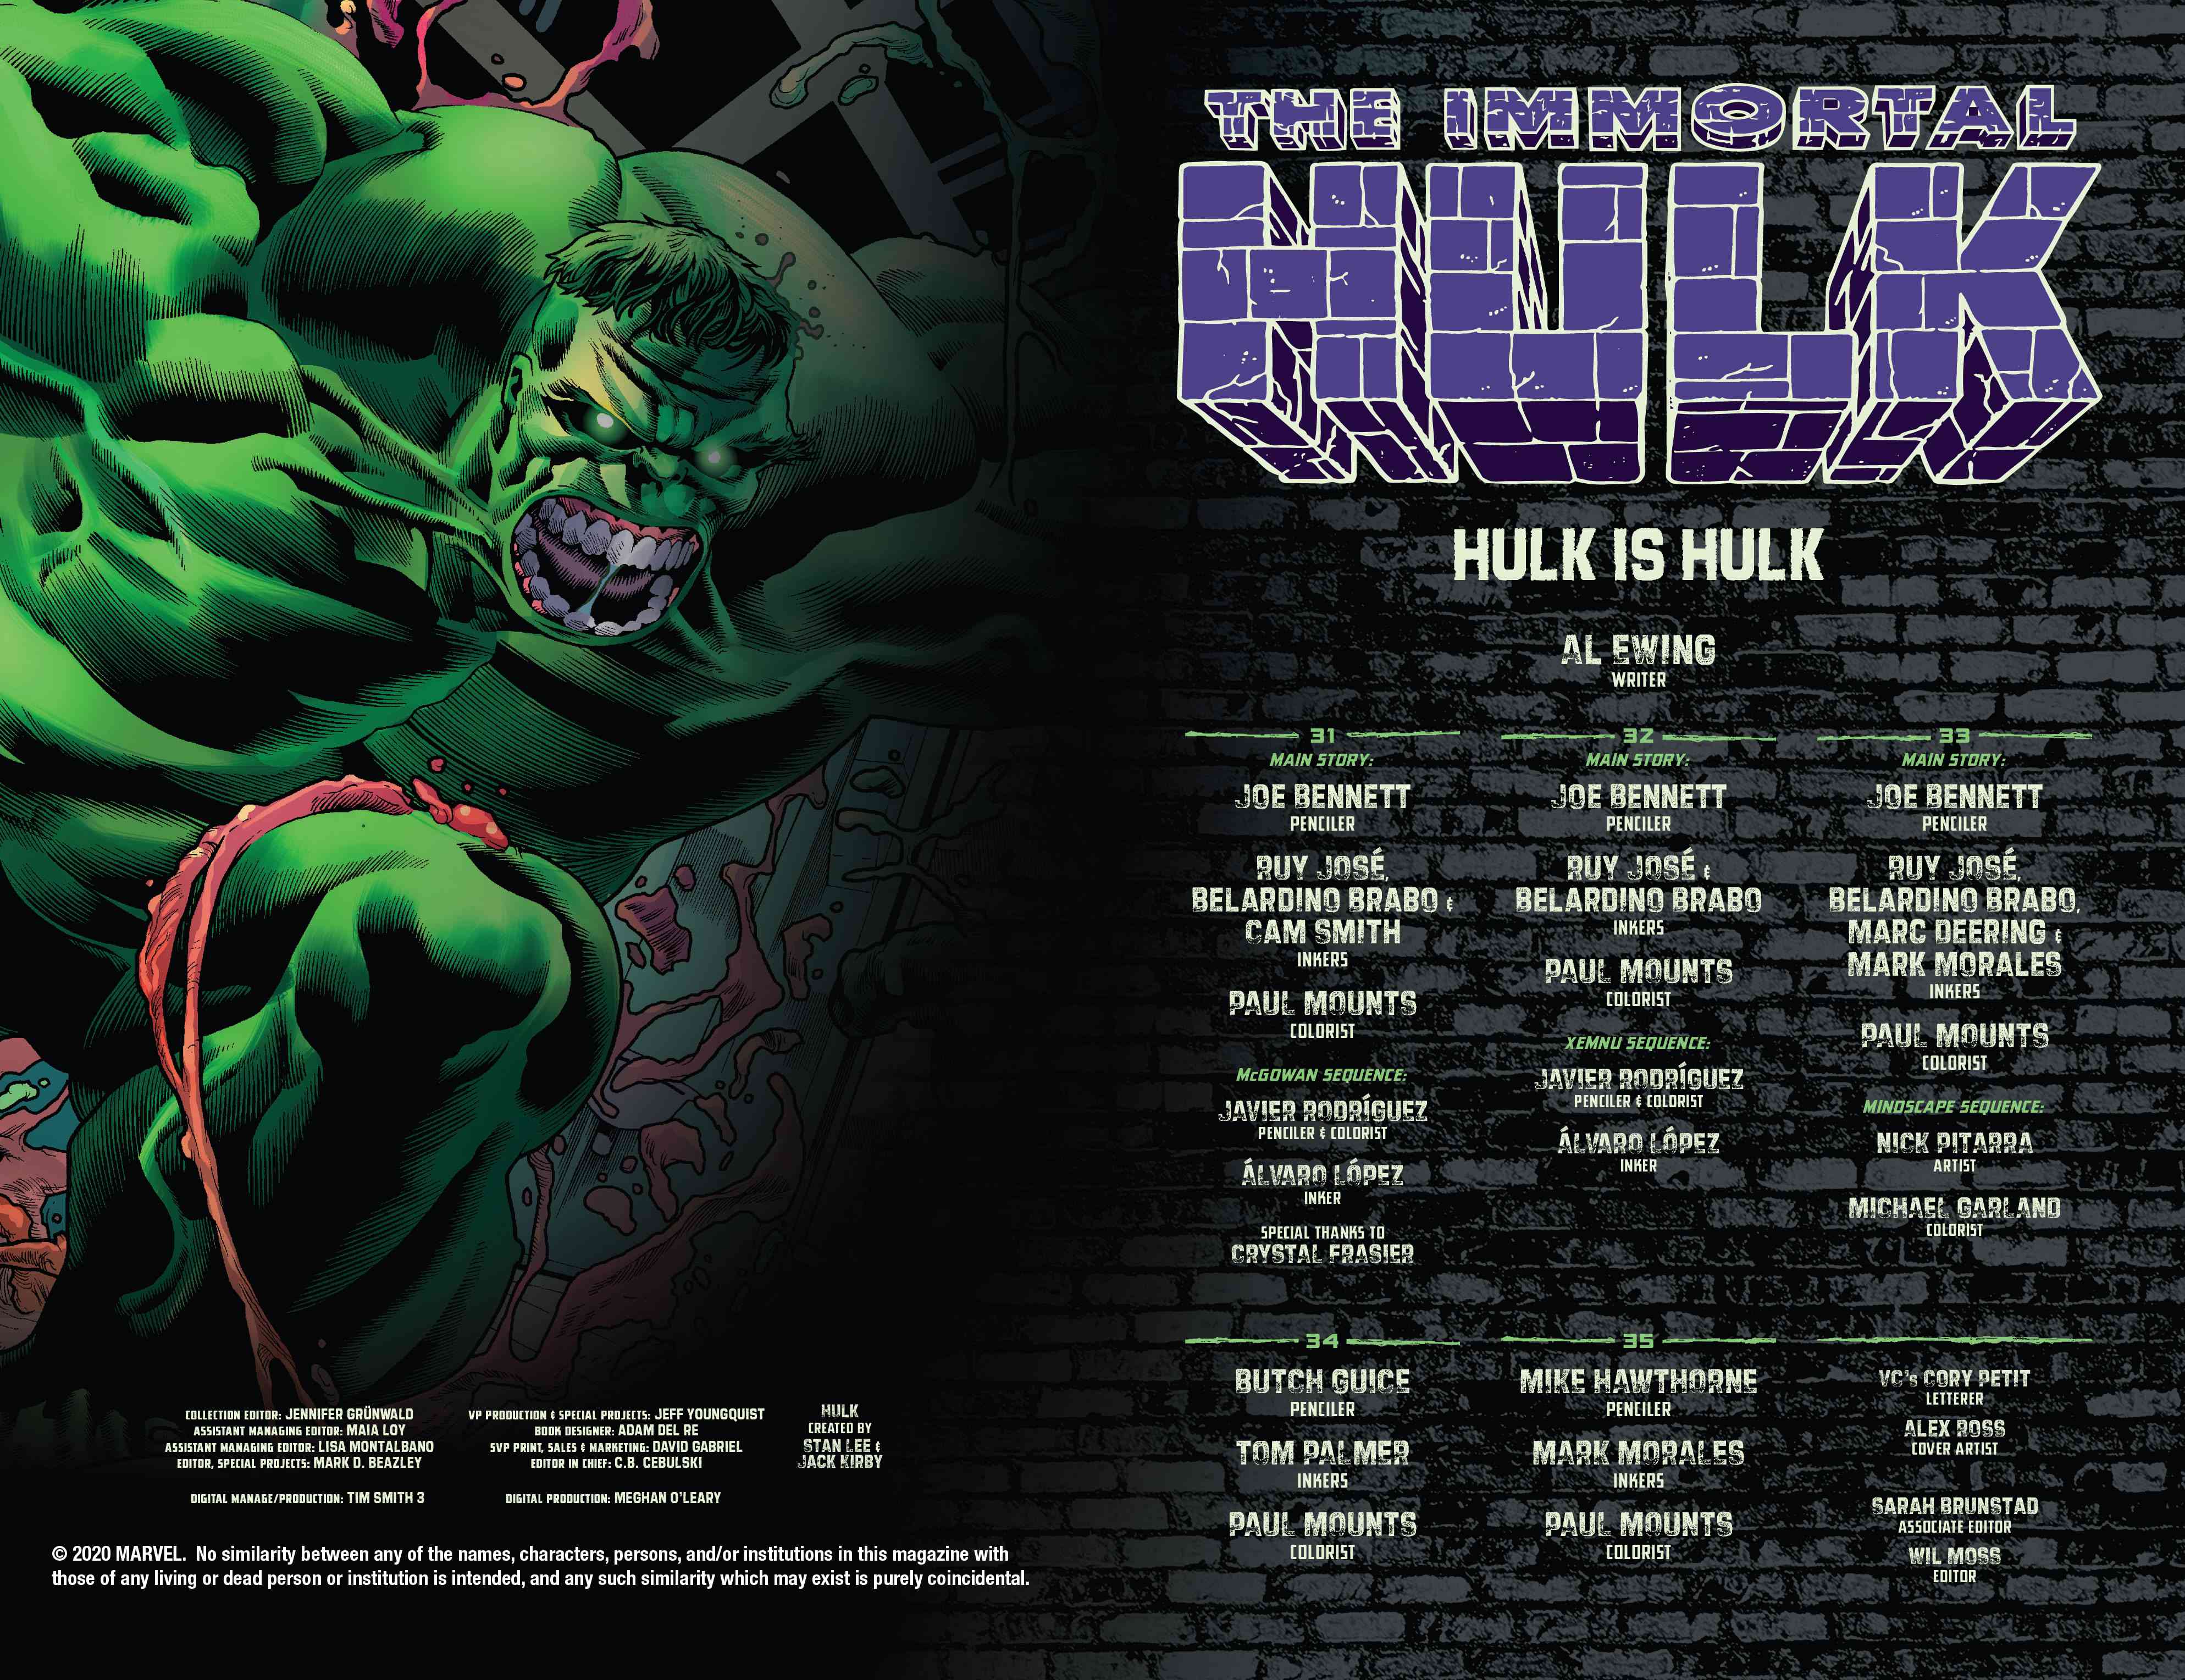 THE IMMORTAL
HULK
HULK IS HULK
AL EWING
WRITER
31
MAIN STORY:
JOE BENNETT
PENCILER
RUY JOSÉ,
BELARDINO BRABO &
CAM SMITH
INKERS
PAUL MOUNTS
COLORIST
McGOWAN SEQUENCE:
JAVIER RODRÍGUEZ
PENCILER & COLORIST
ÁLVARO LÓPEZ
INKER
SPECIAL THANKS TO
CRYSTAL FRASIER
32
MAIN STORY:
JOE BENNETT
PENCILER
RUY JOSÉ &
BELARDINO BRABO
INKERS
PAUL MOUNTS
COLORIST
XEMNU SEQUENCE:
JAVIER RODRÍGUEZ
PENCILER & COLORIST
ÁLVARO LÓPEZ
INKER
33
MAIN STORY:
JOE BENNETT
PENCILER
RUY JOSÉ,
BELARDINO BRABO,
MARC DEERING &
MARK MORALES
INKERS
PAUL MOUNTS
COLORIST
MINDSCAPE SEQUENCE:
NICK PITARRA
ARTIST
MICHAEL GARLAND
COLORIST
34
BUTCH GUICE
PENCILER
TOM PALMER
INKERS
PAUL MOUNTS
COLORIST
35
MIKE HAWTHORNE
PENCILER
MARK MORALES
INKERS
PAUL MOUNTS
COLORIST
VC's CORY PETIT
LETTERER
ALEX ROSS
COVER ARTIST
SARAH BRUNSTAD
ASSOCIATE EDITOR
WIL MOSS
EDITOR
COLLECTION EDITOR: JENNIFER GRÜNWALD
ASSISTANT MANAGING EDITOR: MAIA LOY
ASSISTANT MANAGING EDITOR: LISA MONTALBANO
EDITOR, SPECIAL PROJECTS: MARK D. BEAZLEY
DIGITAL MANAGE/PRODUCTION: TIM SMITH 3
VP PRODUCTION & SPECIAL PROJECTS: JEFF YOUNGQUIST
BOOK DESIGNER: ADAM DEL RE
SVP PRINT, SALES & MARKETING: DAVID GABRIEL
EDITOR IN CHIEF: C.B. CEBULSKI
DIGITAL PRODUCTION: MEGHAN O'LEARY
HULK
CREATED BY
STAN LEE &
JACK KIRBY
© 2020 MARVEL. No similarity between any of the names, characters, persons, and/or institutions in this magazine with
those of any living or dead person or institution is intended, and any such similarity which may exist is purely coincidental.